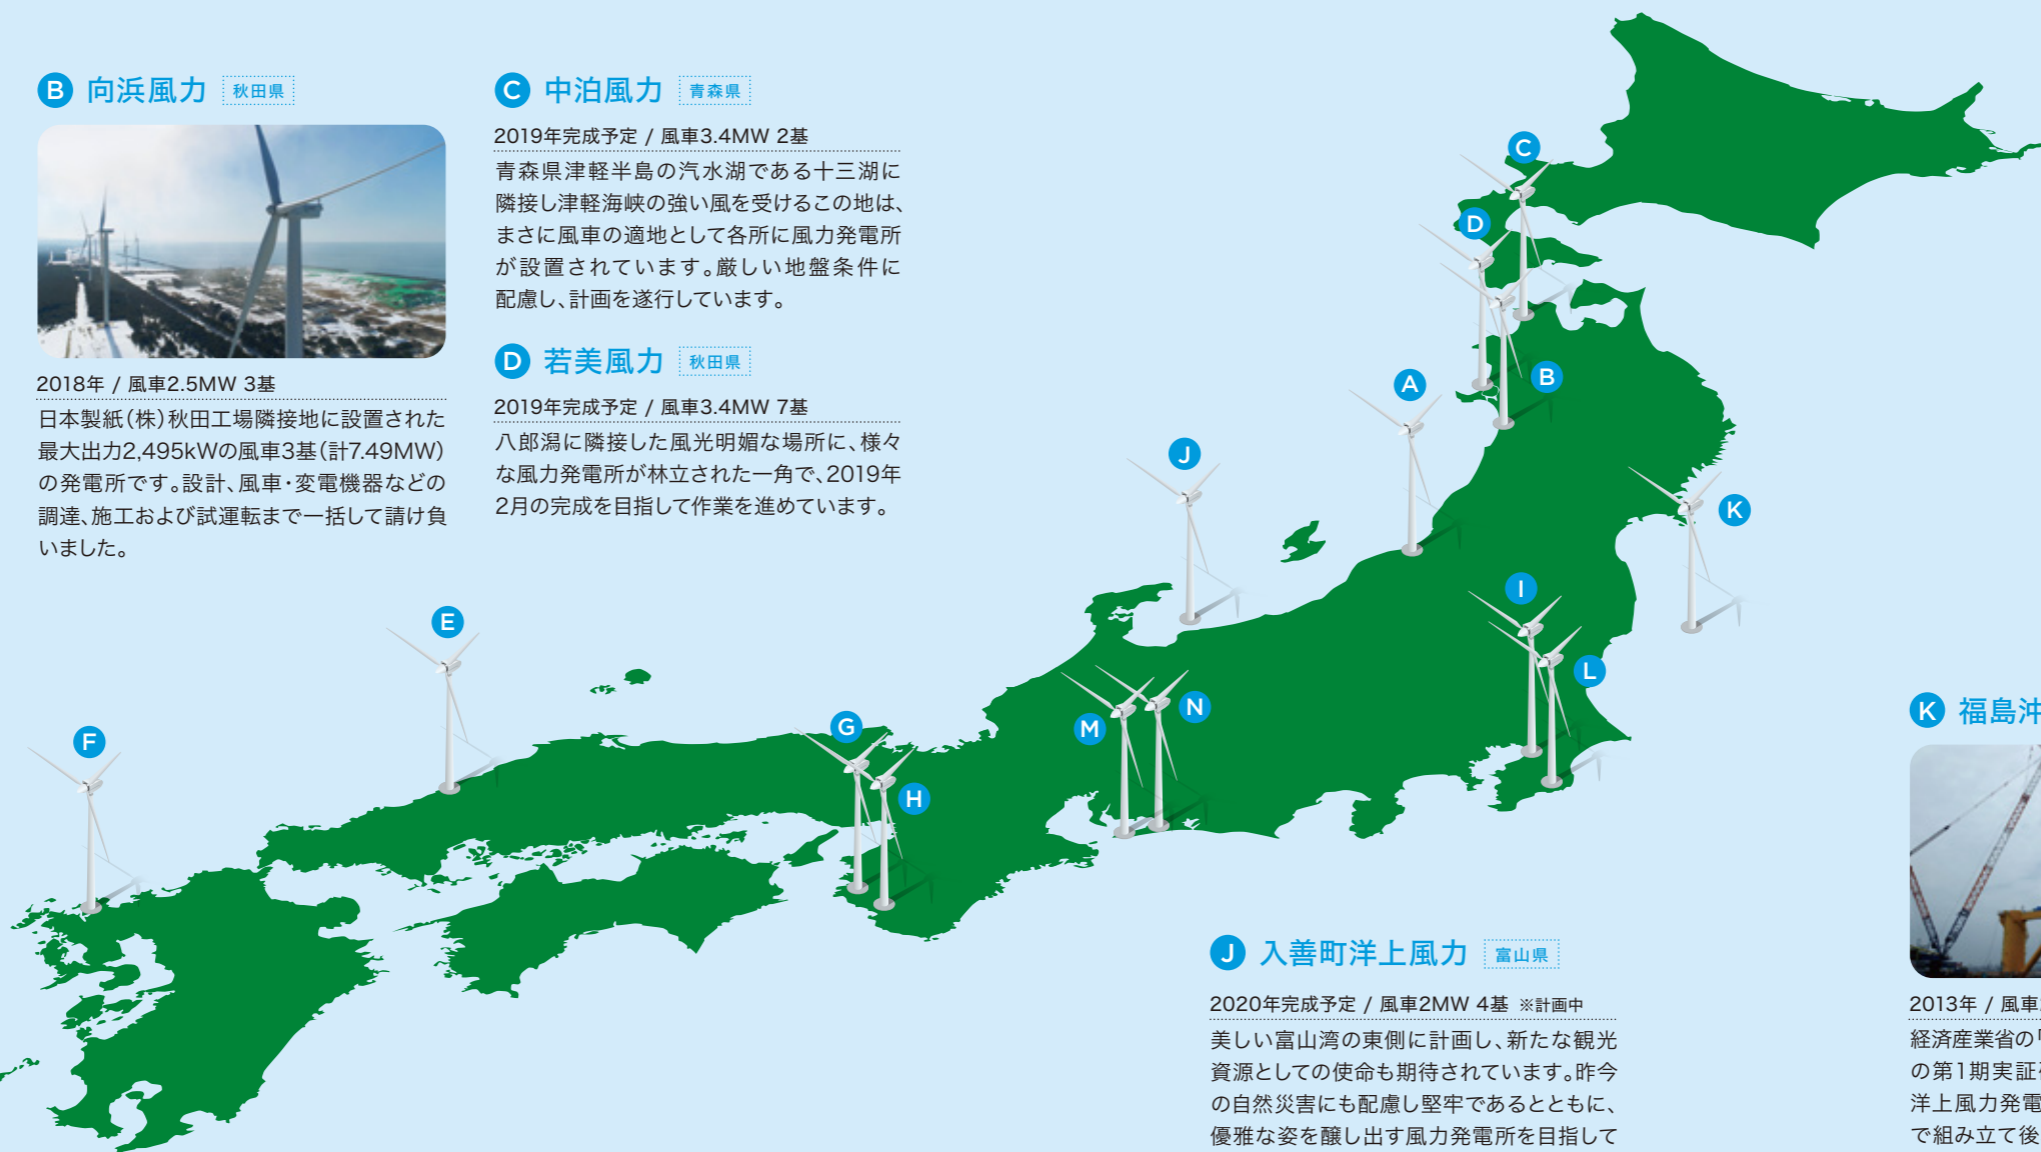 B 向浜風力 秋田県
2018年 / 風車2.5MW 3基
日本製紙(株)秋田工場隣接地に設置された
最大出力2,495kWの風車3基(計7.49MW)
の発電所です。設計、風車・変電機器などの
調達、施工および試運転まで一括して請け負
いました。
C 中泊風力 青森県
2019年完成予定 / 風車3.4MW 2基
青森県津軽半島の汽水湖である十三湖に
隣接し津軽海峡の強い風を受けるこの地は、
まさに風車の適地として各所に風力発電所
が設置されています。厳しい地盤条件に
配慮し、計画を遂行しています。
D 若美風力 秋田県
2019年完成予定 / 風車3.4MW 7基
八郎潟に隣接した風光明媚な場所に、様々
な風力発電所が林立された一角で、2019年
2月の完成を目指して作業を進めています。
C
D
B
A
J
K
I
L
E
F
G
H
M
N
J 入善町洋上風力 富山県
2020年完成予定 / 風車2MW 4基 ※計画中
美しい富山湾の東側に計画し、新たな観光
資源としての使命も期待されています。昨今
の自然災害にも配慮し堅牢であるとともに、
優雅な姿を醸し出す風力発電所を目指して
K 福島沖
2013年 / 風車
経済産業省の「
の第1期実証
洋上風力発電
で組み立て後